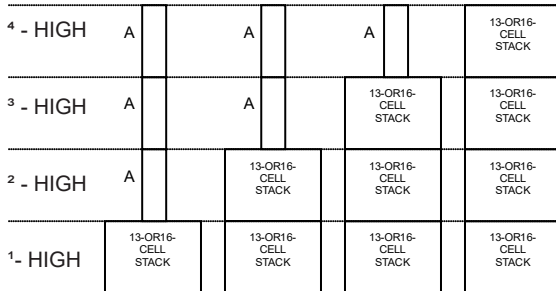 ⁴ - HIGH A A A 13-OR16-
CELL
STACK
³ - HIGH A A 13-OR16-
CELL
STACK 13-OR16-
CELL
STACK
² - HIGH A 13-OR16-
CELL
STACK 13-OR16-
CELL
STACK 13-OR16-
CELL
STACK
¹- HIGH 13-OR16-
CELL
STACK 13-OR16-
CELL
STACK 13-OR16-
CELL
STACK 13-OR16-
CELL
STACK